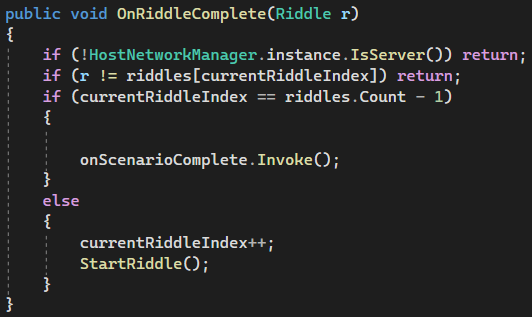 public void OnRiddleComplete(Riddle r)
{
if (!HostNetworkManager.instance.IsServer()) return;
if (r != riddles[currentRiddleIndex]) return;
if (currentRiddleIndex == riddles.Count - 1)
{
onScenarioComplete.Invoke();
}
else
{
currentRiddleIndex++;
StartRiddle();
}
}